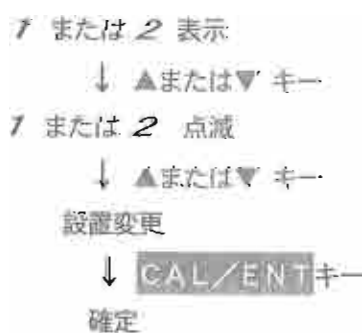 1 または 2 表示
↓ ▲または▼ キー
1 または 2 点滅
↓ ▲または▼ キー
設置変更
↓ CAL/ENTキー
確定